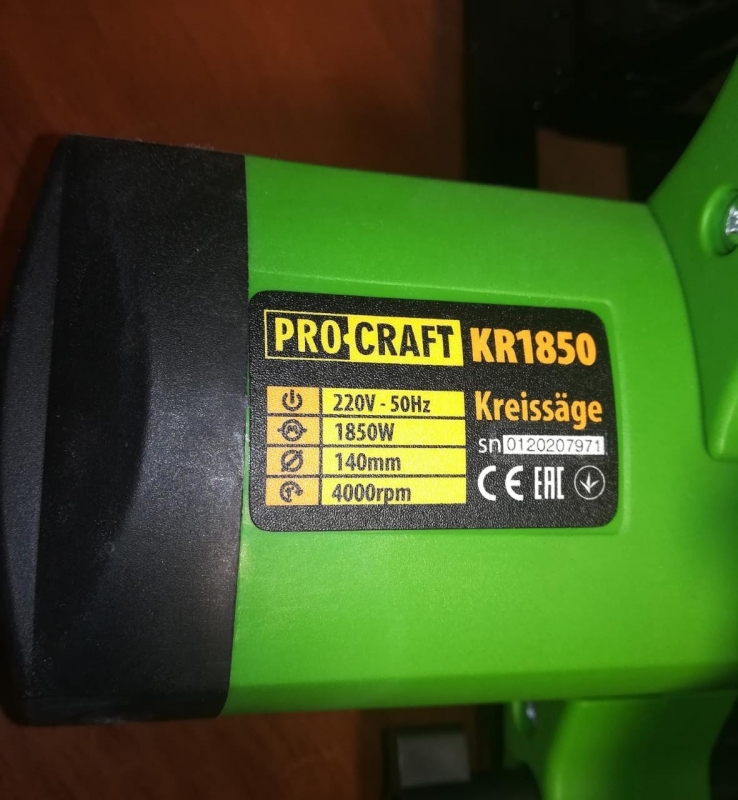 PRO·CRAFT KR1850
220V - 50Hz
1850W
140mm
4000rpm
Kreissäge
sn 0120207971
CE EAC